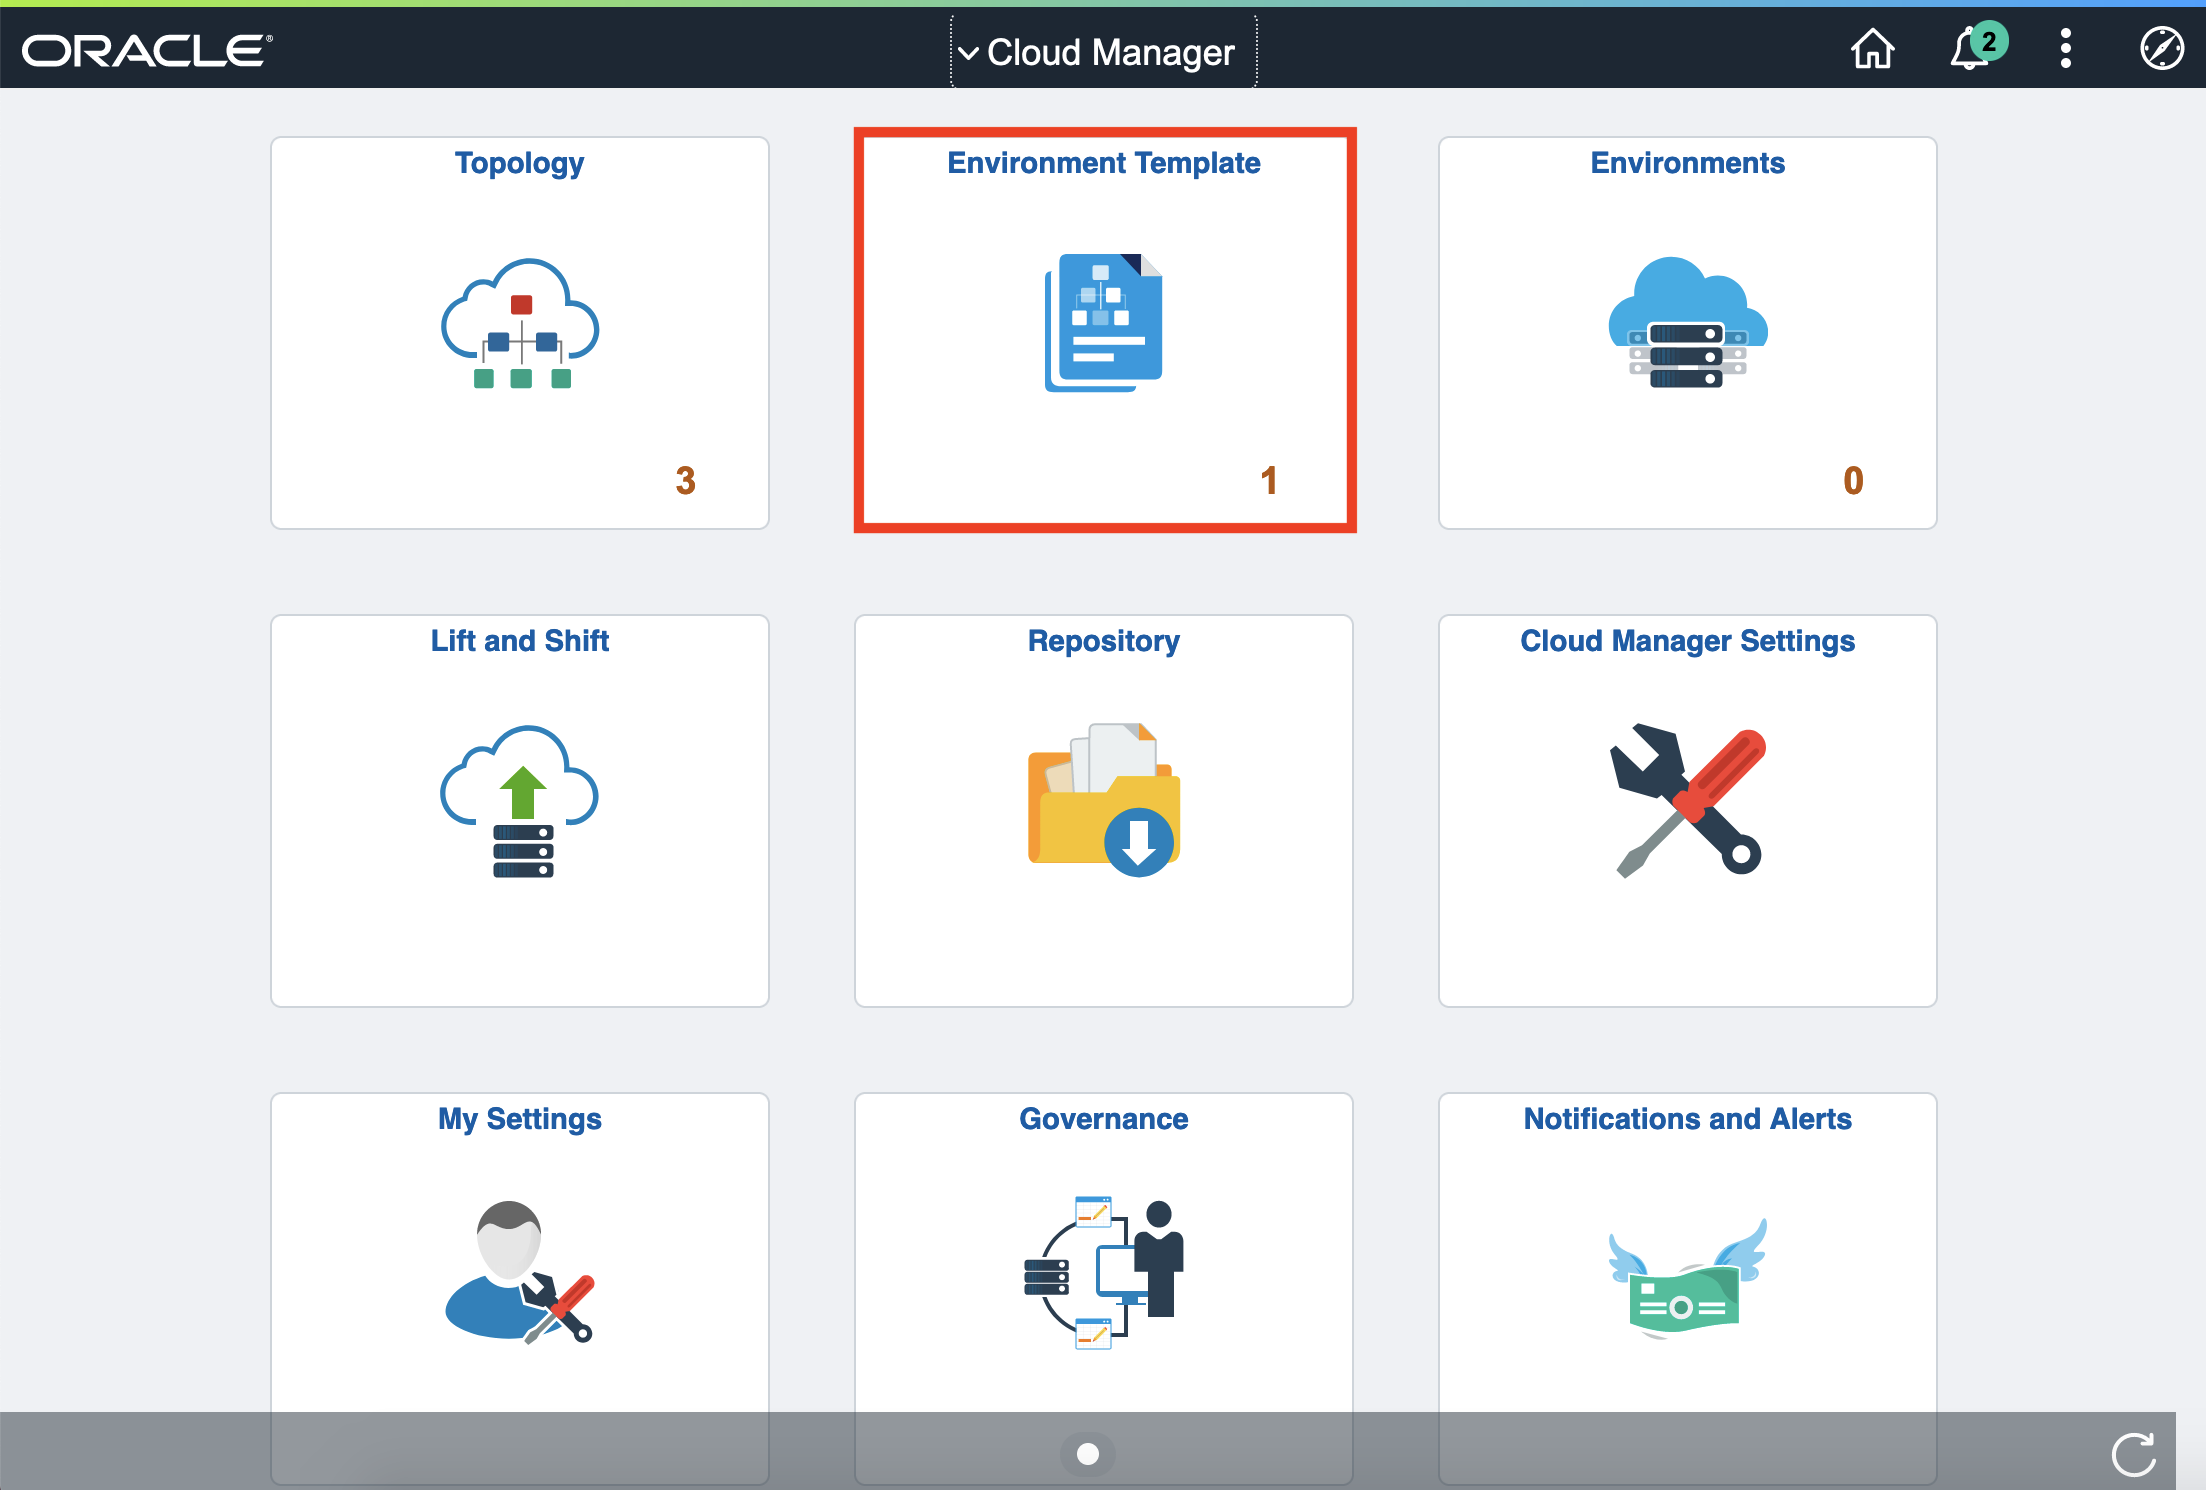 ORACLE®
Cloud Manager
2
Topology
Environment Template
Environments
3
1
0
Lift and Shift
Repository
Cloud Manager Settings
My Settings
Governance
Notifications and Alerts